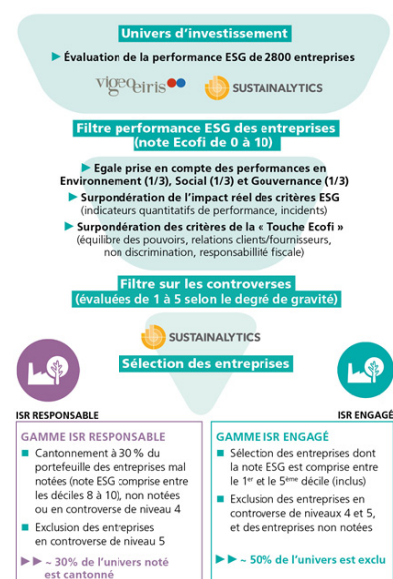 Univers d'investissement
► Évaluation de la performance ESG de 2800 entreprises
vigeoeiris SUSTAINALYTICS
Filtre performance ESG des entreprises
(note Ecofi de 0 à 10)
► Egale prise en compte des performances en
Environnement (1/3), Social (1/3) et Gouvernance (1/3)
► Surpondération de l'impact réel des critères ESG
(indicateurs quantitatifs de performance, incidents)
► Surpondération des critères de la « Touche Ecofi »
(équilibre des pouvoirs, relations clients/fournisseurs,
non discrimination, responsabillité fiscale)
Filtre sur les controverses
(évaluées de 1 à 5 selon le degré de gravité)
SUSTAINALYTICS
Sélection des entreprises
ISR RESPONSABLE
GAMME ISR RESPONSABLE
■ Cantonnement à 30 % du
portefeuille des entreprises mal
notées (note ESG comprise entre
les déciles 8 à 10), non notées
ou en controverse de niveau 4
■ Exclusion des entreprises
en controverse de niveau 5
►► ~ 30% de l'univers noté
est cantonné
ISR ENGAGÉ
GAMME ISR ENGAGÉ
■ Sélection des entreprises dont
la note ESG est comprise entre
le 1er et le 5ème décile (inclus)
■ Exclusion des entreprises en
controverse de niveaux 4 et 5,
et des entreprises non notées
►► ~ 50% de l'univers est exclu